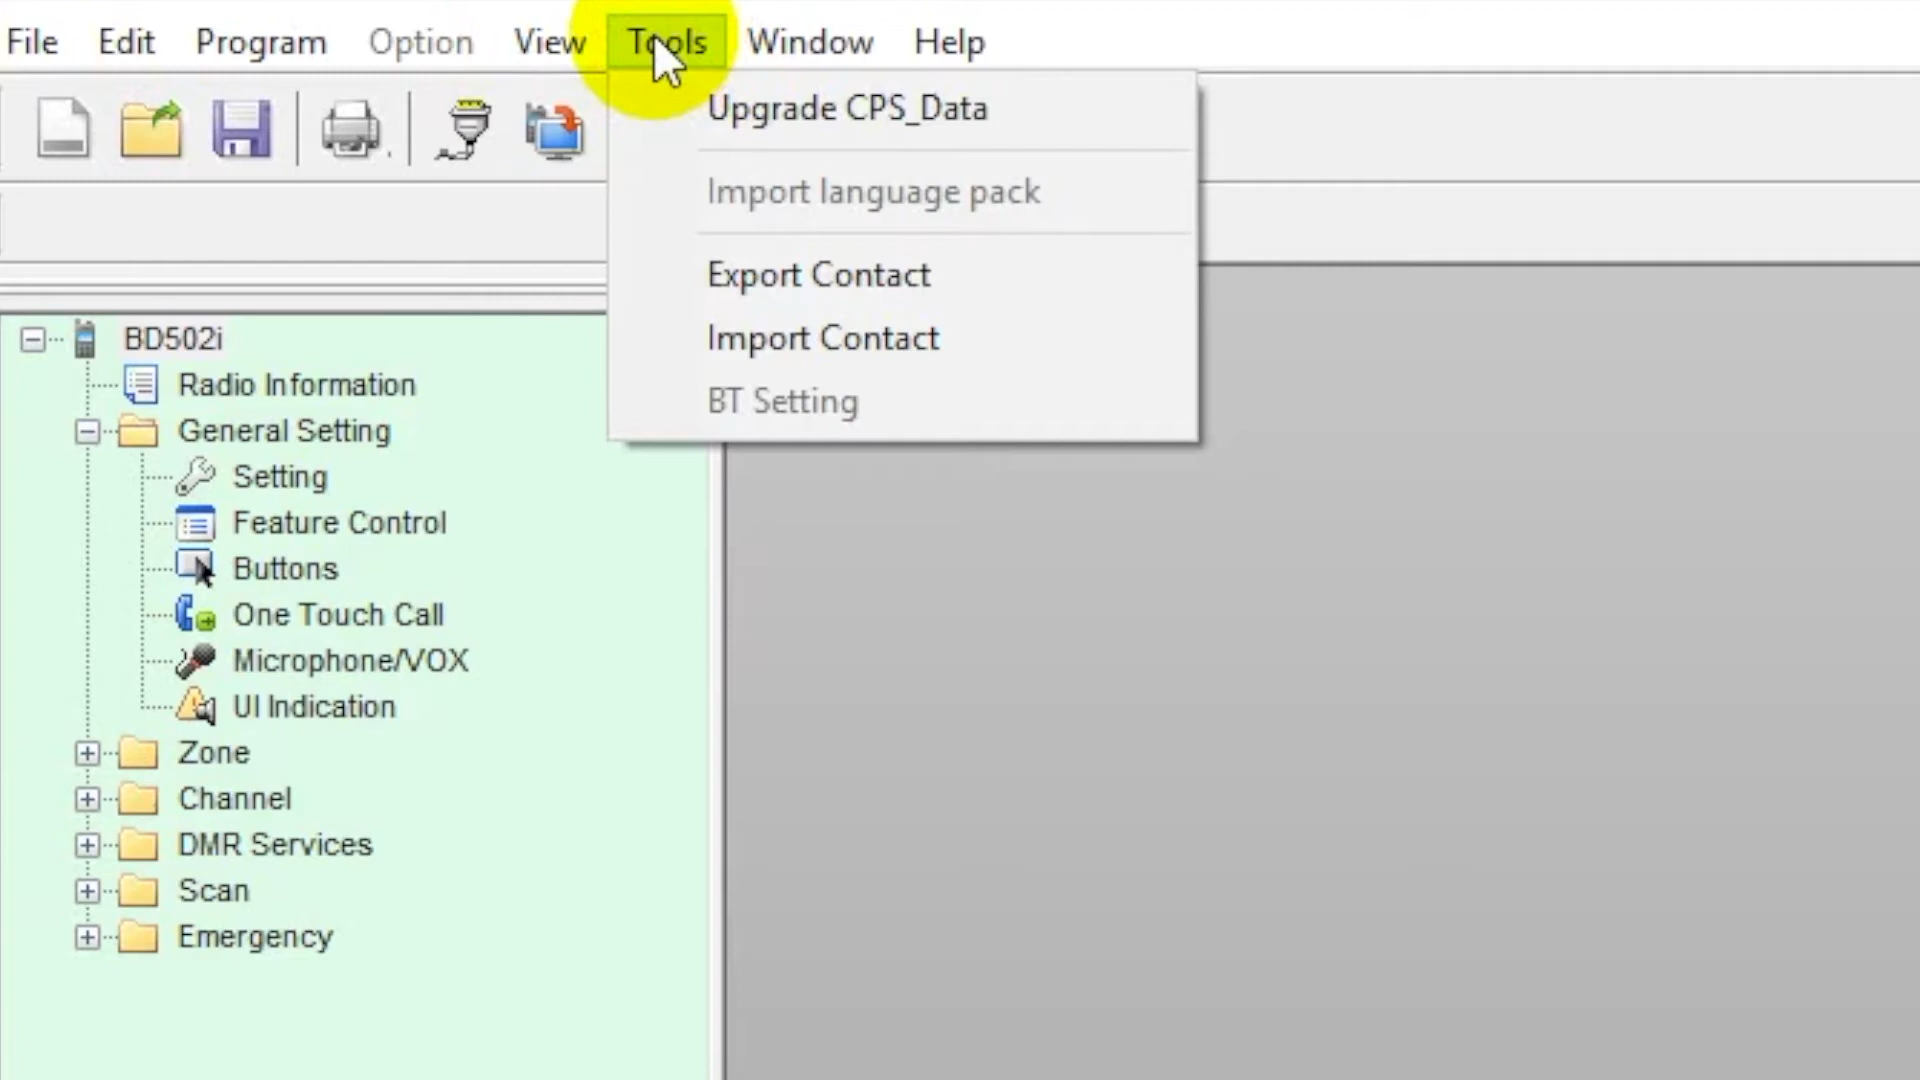 File Edit Program Option View Tools Window Help
Upgrade CPS_Data
Import language pack
Export Contact
Import Contact
BT Setting
BD502i
Radio Information
General Setting
Setting
Feature Control
Buttons
One Touch Call
Microphone/VOX
UI Indication
Zone
Channel
DMR Services
Scan
Emergency